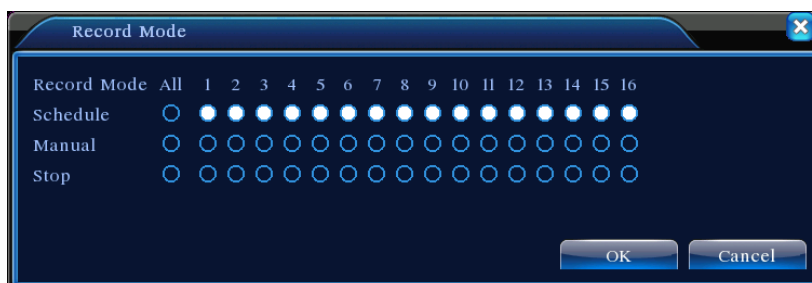 Record Mode
Record Mode All 1 2 3 4 5 6 7 8 9 10 11 12 13 14 15 16
Schedule
Manual
Stop
OK Cancel